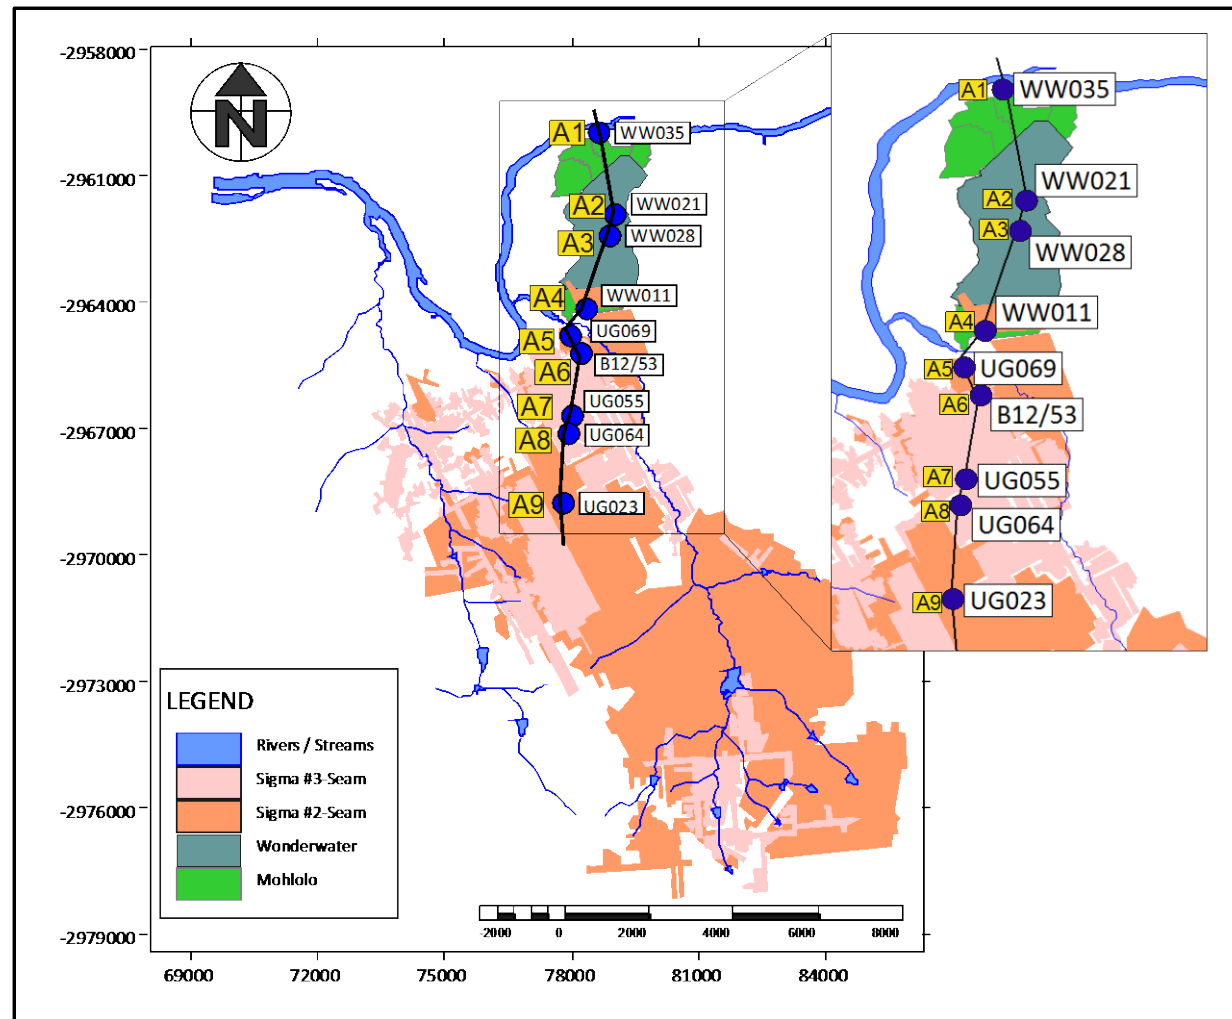 -2958000
-2961000
-2964000
-2967000
-2970000
-2973000
-2976000
-2979000
69000
72000
75000
78000
81000
84000
N
A1 WW035
A2 WW021
A3 WW028
A4 WW011
A5 UG069
A6 B12/53
A7 UG055
A8 UG064
A9 UG023
A1 WW035
A2 WW021
A3 WW028
A4 WW011
A5 UG069
A6 B12/53
A7 UG055
A8 UG064
A9 UG023
LEGEND
Rivers / Streams
Sigma #3-Seam
Sigma #2-Seam
Wonderwater
Mohlolo
-2000 0 2000 4000 6000 8000